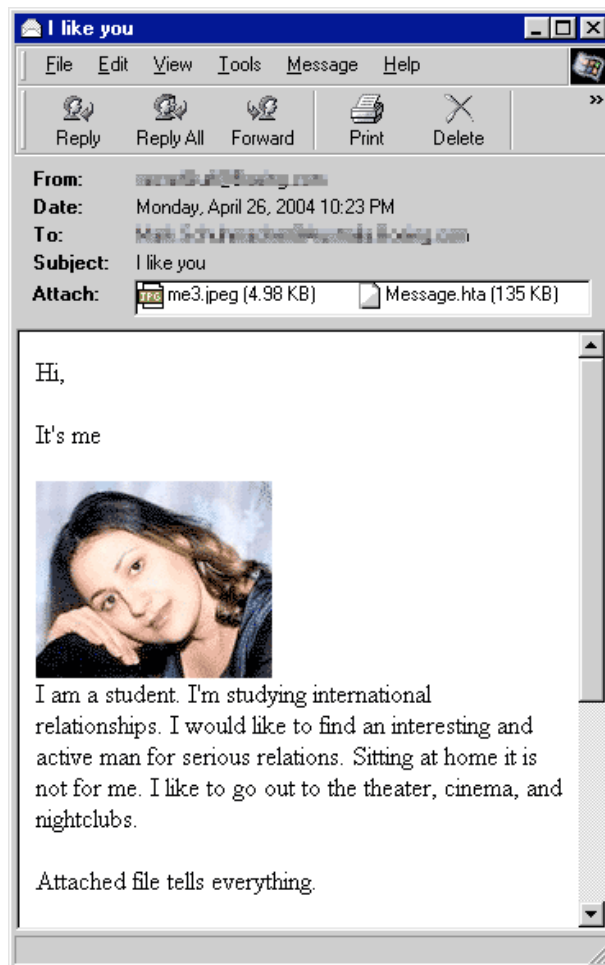 I like you
File Edit View Tools Message Help
Reply Reply All Forward Print Delete »
From:
Date: Monday, April 26, 2004 10:23 PM
To:
Subject: I like you
Attach: JPG me3.jpeg (4.98 KB) Message.hta (135 KB)
Hi,
It's me
I am a student. I'm studying international
relationships. I would like to find an interesting and
active man for serious relations. Sitting at home it is
not for me. I like to go out to the theater, cinema, and
nightclubs.
Attached file tells everything.